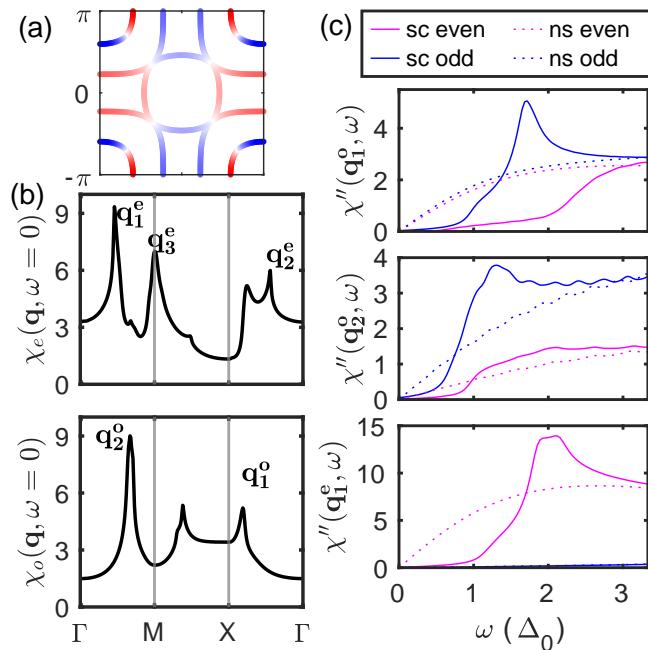 (a)
π
0
-π
(b)
9
6
3
0
χₑ(q, ω = 0)
q₁ᵉ
q₃ᵉ
q₂ᵉ
9
6
3
0
χₒ(q, ω = 0)
q₂ᵒ
q₁ᵒ
Γ M X Γ
(c)
sc even ns even
sc odd ns odd
4
2
0
χ′′(q₁ᵒ, ω)
4
3
2
1
0
χ′′(q₂ᵒ, ω)
15
10
5
0
χ′′(q₁ᵉ, ω)
0 1 2 3
ω (Δ₀)